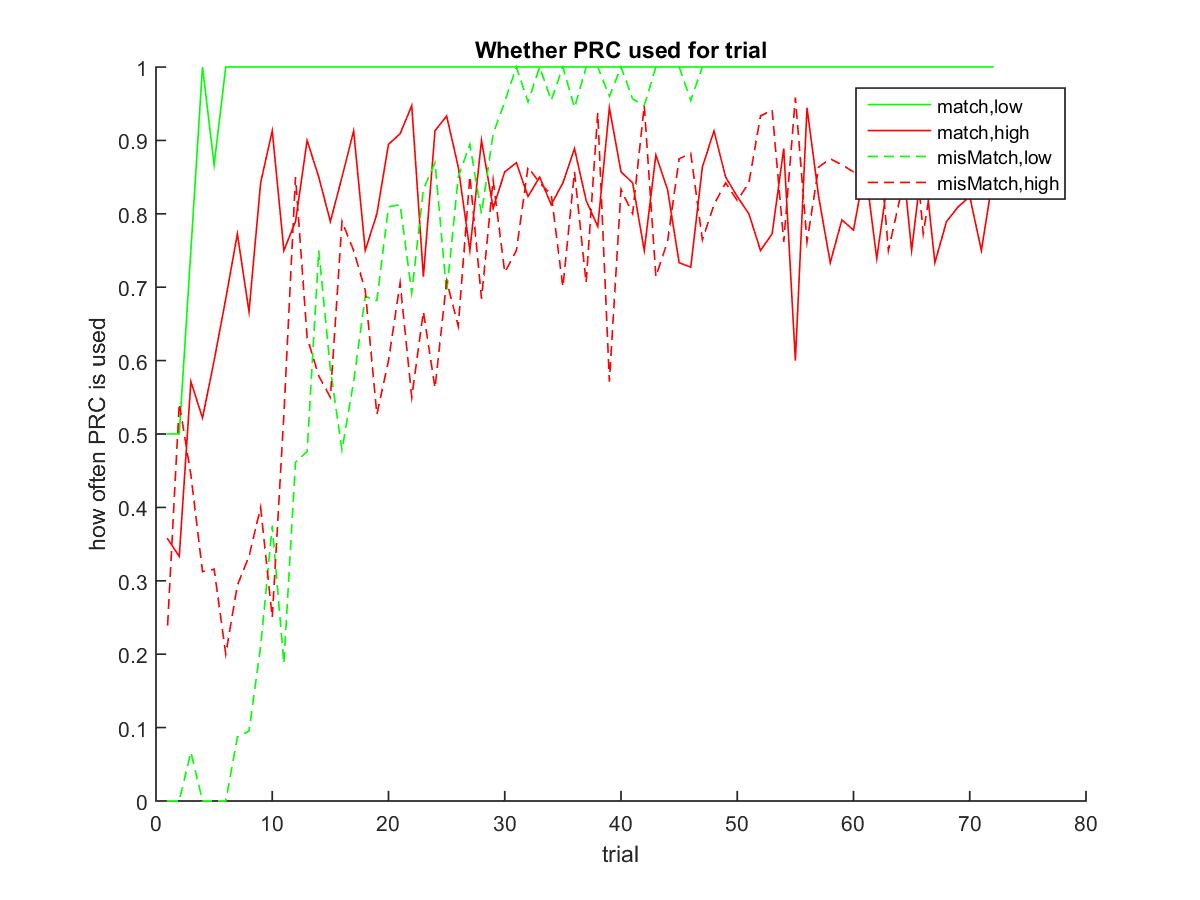 Whether PRC used for trial
1
0.9
0.8
0.7
0.6
0.5
0.4
0.3
0.2
0.1
0
how often PRC is used
match,low
match,high
misMatch,low
misMatch,high
0 10 20 30 40 50 60 70 80
trial